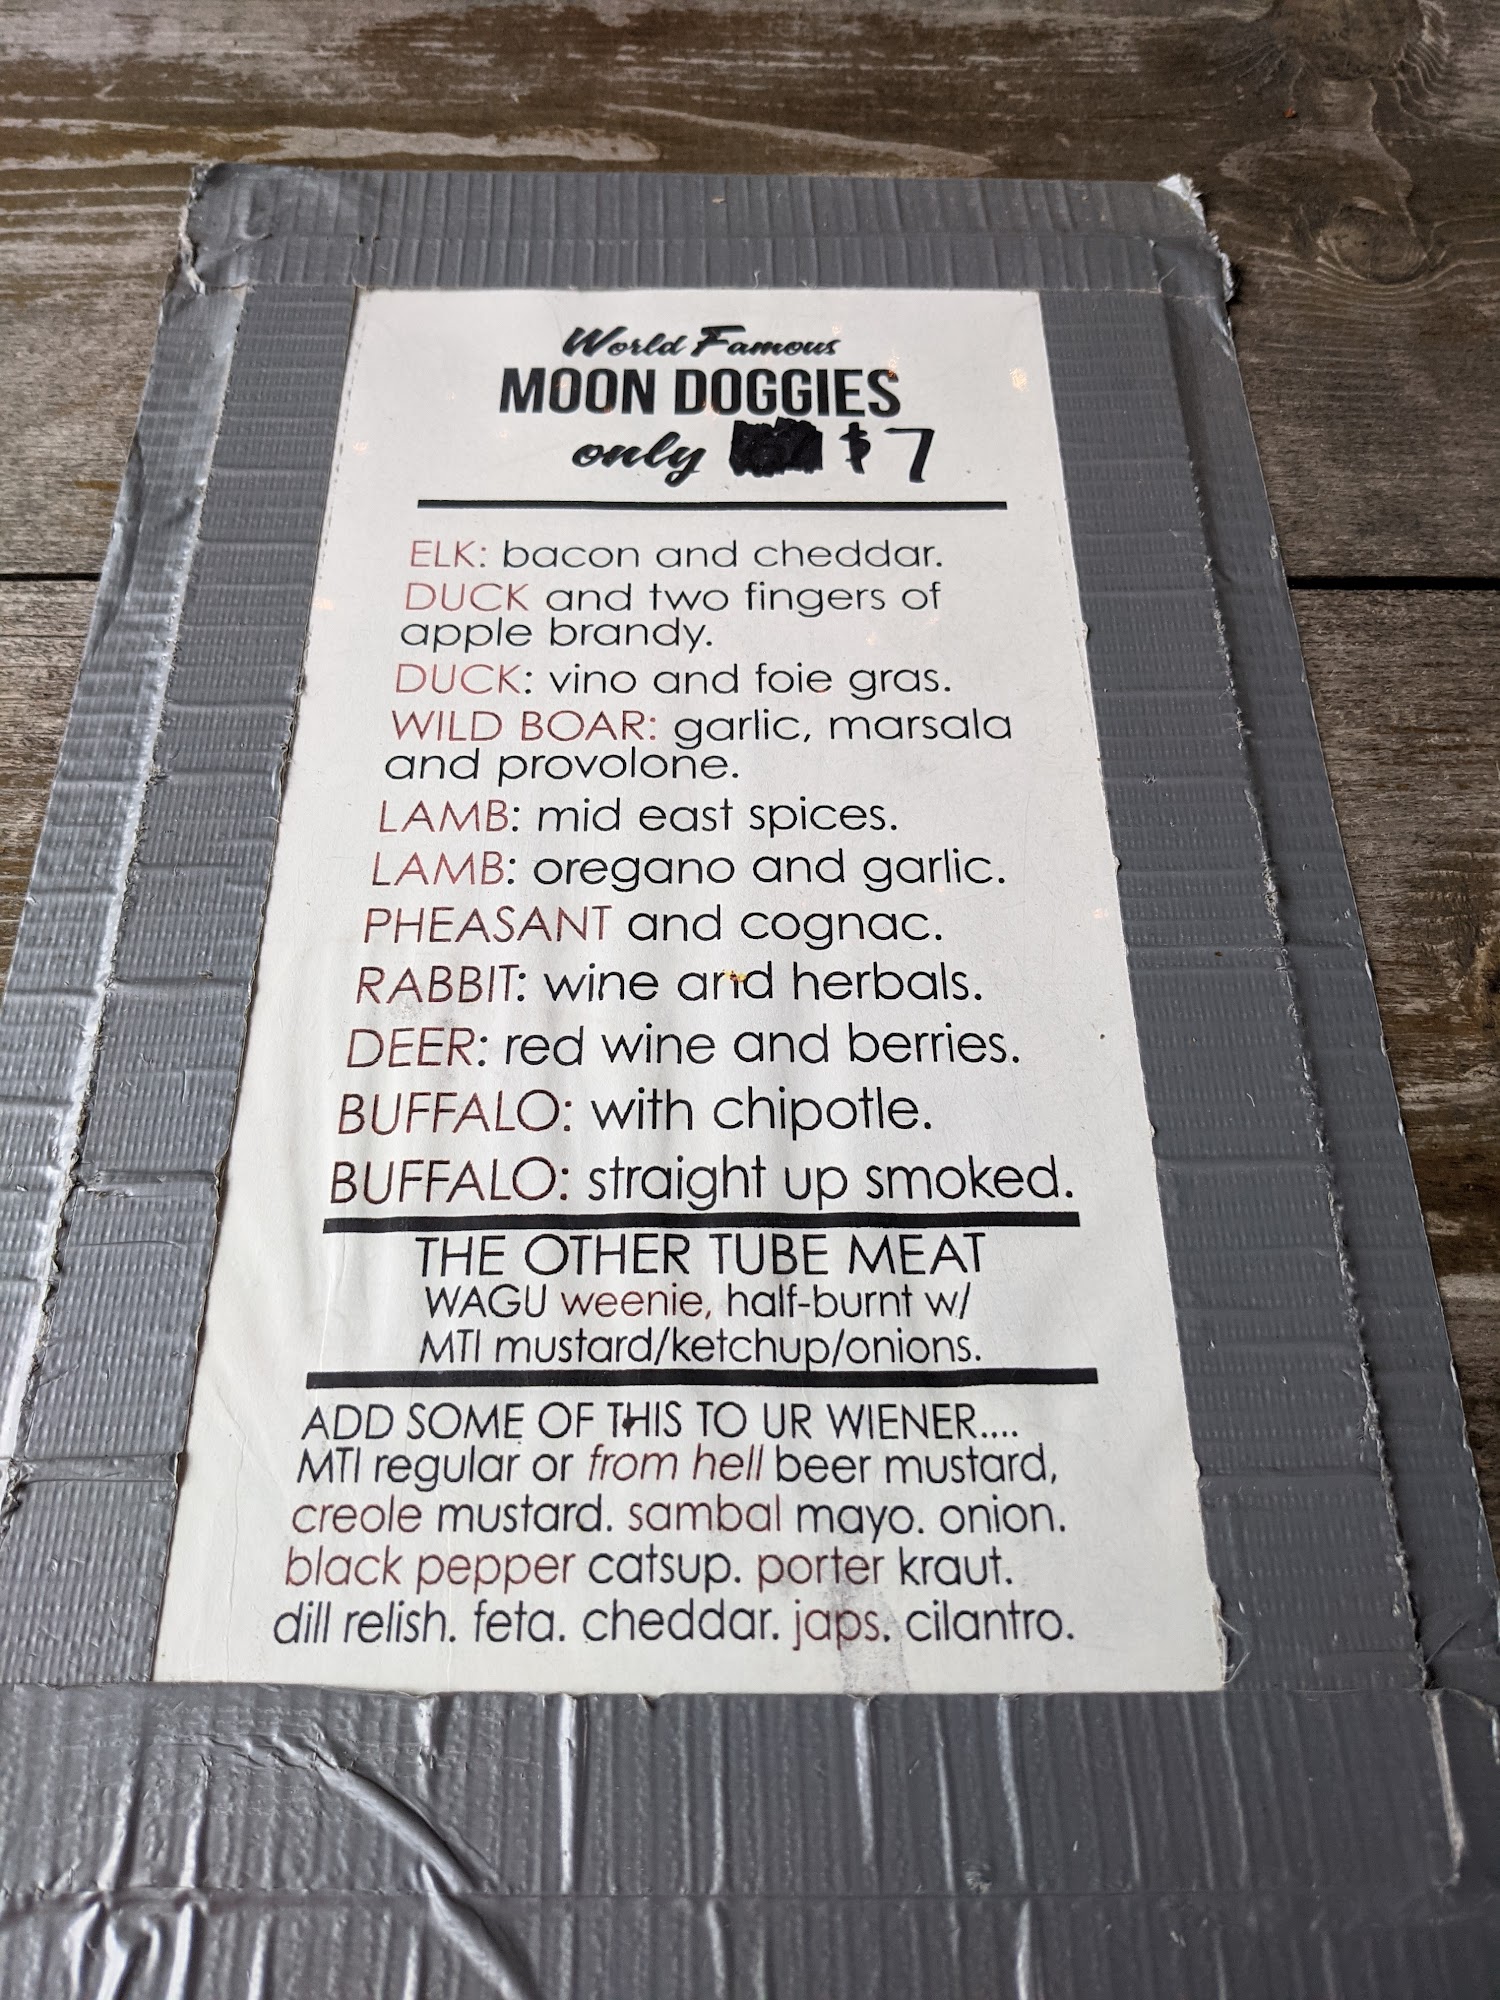 World Famous
MOON DOGGIES
only $7
ELK: bacon and cheddar.
DUCK and two fingers of
apple brandy.
DUCK: vino and foie gras.
WILD BOAR: garlic, marsala
and provolone.
LAMB: mid east spices.
LAMB: oregano and garlic.
PHEASANT and cognac.
RABBIT: wine and herbals.
DEER: red wine and berries.
BUFFALO: with chipotle.
BUFFALO: straight up smoked.
THE OTHER TUBE MEAT
WAGU weenie, half-burnt w/
MTI mustard/ketchup/onions.
ADD SOME OF THIS TO UR WIENER....
MTI regular or from hell beer mustard,
creole mustard. sambal mayo. onion.
black pepper catsup. porter kraut.
dill relish. feta. cheddar. japs. cilantro.